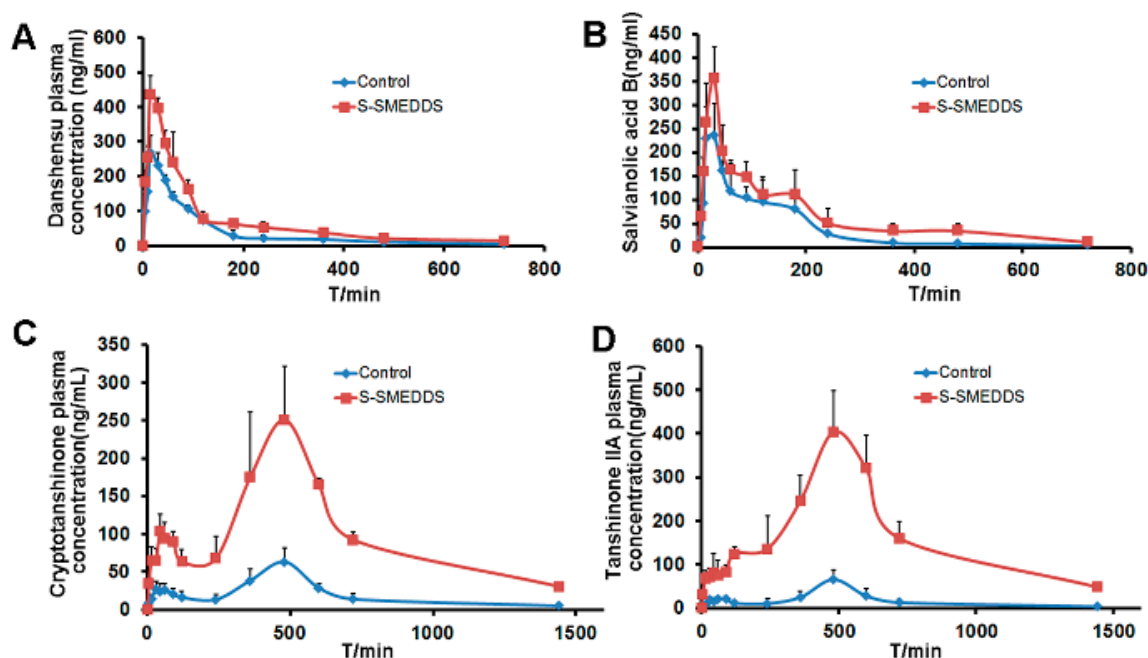 A
Danshensu plasma
concentration (ng/ml)
600
500
400
300
200
100
0
Control
S-SMEDDS
0
200
400
600
800
T/min
B
Salvianolic acid B(ng/ml)
450
400
350
300
250
200
150
100
50
0
Control
S-SMEDDS
0
200
400
600
800
T/min
C
Cryptotanshinone plasma
concentration(ng/mL)
350
300
250
200
150
100
50
0
Control
S-SMEDDS
0
500
1000
1500
T/min
D
Tanshinone IIA plasma
concentration(ng/mL)
600
500
400
300
200
100
0
Control
S-SMEDDS
0
500
1000
1500
T/min